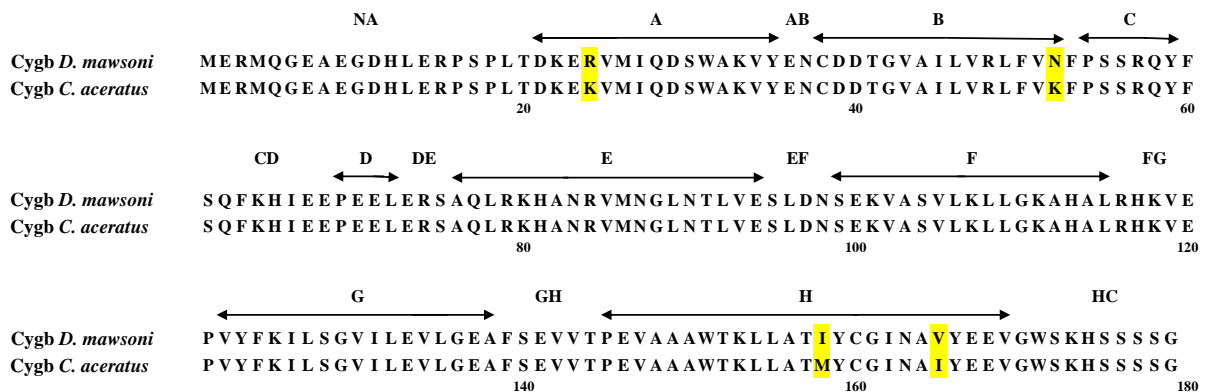 NA A AB B C
Cygb D. mawsoni M E R M Q G E A E G D H L E R P S P L T D K E R V M I Q D S W A K V Y E N C D D T G V A I L V R L F V N F P S S R Q Y F
Cygb C. aceratus M E R M Q G E A E G D H L E R P S P L T D K E K V M I Q D S W A K V Y E N C D D T G V A I L V R L F V K F P S S R Q Y F
20 40 60
CD D DE E EF F FG
Cygb D. mawsoni S Q F K H I E E P E E L E R S A Q L R K H A N R V M N G L N T L V E S L D N S E K V A S V L K L L G K A H A L R H K V E
Cygb C. aceratus S Q F K H I E E P E E L E R S A Q L R K H A N R V M N G L N T L V E S L D N S E K V A S V L K L L G K A H A L R H K V E
80 100 120
G GH H HC
Cygb D. mawsoni P V Y F K I L S G V I L E V L G E A F S E V V T P E V A A A W T K L L A T I Y C G I N A V Y E E V G W S K H S S S S G
Cygb C. aceratus P V Y F K I L S G V I L E V L G E A F S E V V T P E V A A A W T K L L A T M Y C G I N A I Y E E V G W S K H S S S S G
140 160 180